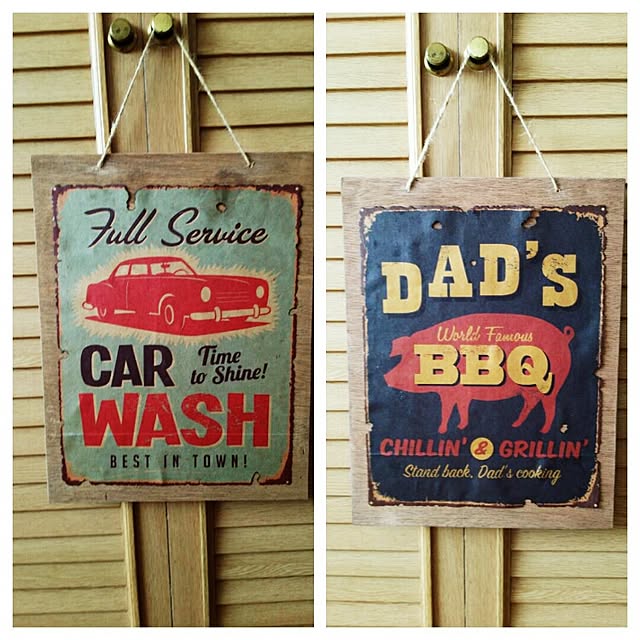 Full Service
CAR
Time
to Shine!
WASH
BEST IN TOWN!
DAD'S
World Famous
BBQ
CHILLIN' & GRILLIN'
Stand back, Dad's cooking